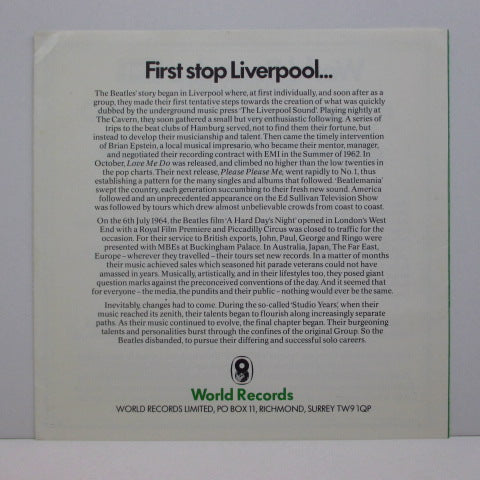 First stop Liverpool...
The Beatles' story began in Liverpool where, at first individually, and soon after as a
group, they made their first tentative steps towards the creation of what was quickly
dubbed by the underground music press 'The Liverpool Sound'. Playing nightly at
The Cavern, they soon gathered a small but very enthusiastic following. A series of
trips to the beat clubs of Hamburg served, not to find them their fortune, but
instead to develop their musicianship and talent. Then came the timely intervention
of Brian Epstein, a local musical impresario, who became their mentor, manager,
and negotiated their recording contract with EMI in the Summer of 1962. In
October, Love Me Do was released, and climbed no higher than the low twenties in
the pop charts. Their next release, Please Please Me, went rapidly to No.1, thus
establishing a pattern for the many singles and albums that followed. 'Beatlemania'
swept the country, each generation succumbing to their fresh new sound. America
followed and an unprecedented appearance on the Ed Sullivan Television Show
was followed by tours which drew almost unbelievable crowds from coast to coast.
On the 6th July 1964, the Beatles film 'A Hard Day's Night' opened in London's West
End with a Royal Film Premiere and Piccadilly Circus was closed to traffic for the
occasion. For their service to British exports, John, Paul, George and Ringo were
presented with MBEs at Buckingham Palace. In Australia, Japan, The Far East,
Europe – wherever they travelled – their tours set new records. In a matter of months
their music achieved sales which seasoned hit parade veterans could not have
amassed in years. Musically, artistically, and in their lifestyles too, they posed giant
question marks against the preconceived conventions of the day. And it seemed that
for everyone – the media, the pundits and their public – nothing would ever be the same.
Inevitably, changes had to come. During the so-called 'Studio Years', when their
music reached its zenith, their talents began to flourish along increasingly separate
paths. As their music continued to evolve, the final chapter began. Their burgeoning
talents and personalities burst through the confines of the original Group. So the
Beatles disbanded, to pursue their differing and successful solo careers.
World Records
WORLD RECORDS LIMITED, PO BOX 11, RICHMOND, SURREY TW9 1QP